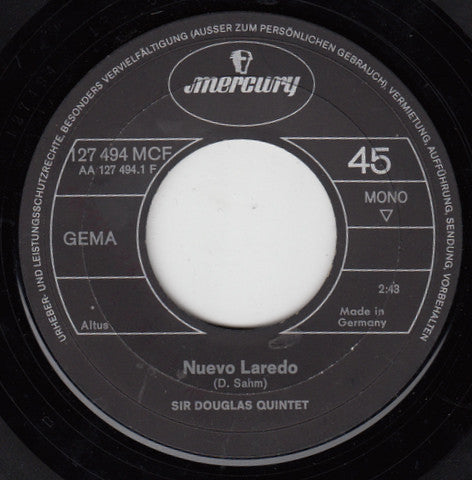 URHEBER- UND LEISTUNGSSCHUTZRECHTE, BESONDERS VERVIELFÄLTIGUNG (AUSSER ZUM PERSÖNLICHEN GEBRAUCH), VERMIETUNG, AUFFÜHRUNG, SENDUNG, VORBEHALTEN
mercury
127 494 MCF
AA 127 494.1 F
45
MONO
GEMA
2:43
Altus
Made in
Germany
Nuevo Laredo
(D. Sahm)
SIR DOUGLAS QUINTET